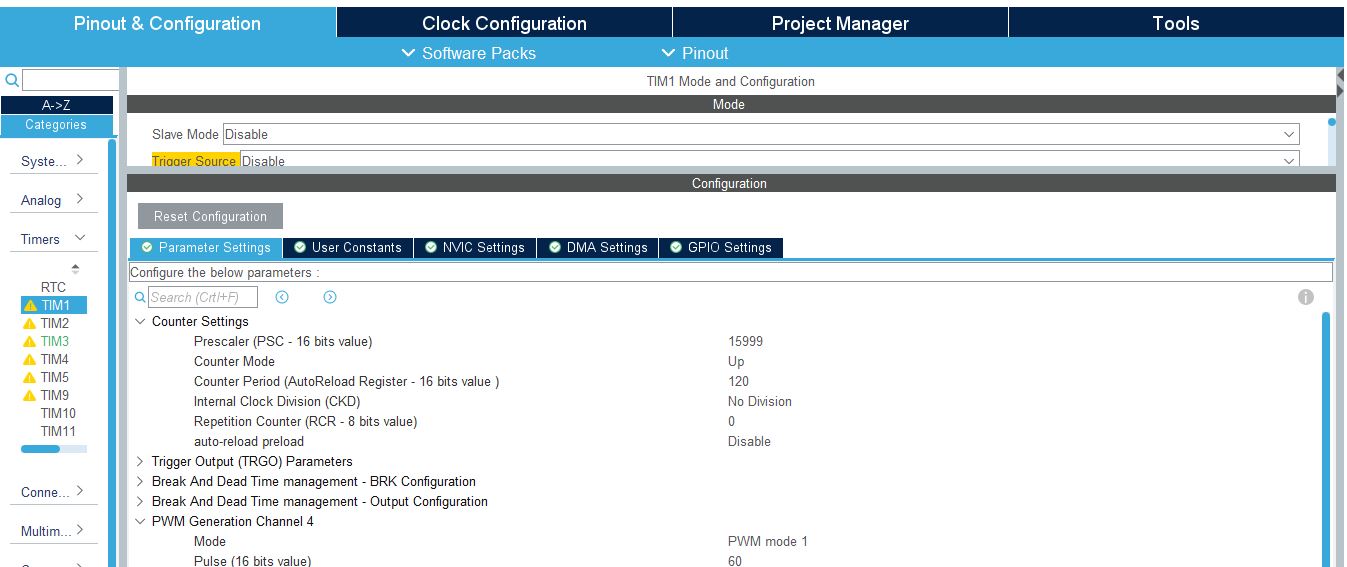 Pinout & Configuration
Clock Configuration
Project Manager
Tools
Software Packs
Pinout
A->Z
Categories
Syste...
Analog
Timers
RTC
TIM1
TIM2
TIM3
TIM4
TIM5
TIM9
TIM10
TIM11
Conne...
Multim...
TIM1 Mode and Configuration
Mode
Slave Mode Disable
Trigger Source Disable
Configuration
Reset Configuration
Parameter Settings
User Constants
NVIC Settings
DMA Settings
GPIO Settings
Configure the below parameters :
Search (Crtl+F)
Counter Settings
Prescaler (PSC - 16 bits value) 15999
Counter Mode Up
Counter Period (AutoReload Register - 16 bits value ) 120
Internal Clock Division (CKD) No Division
Repetition Counter (RCR - 8 bits value) 0
auto-reload preload Disable
Trigger Output (TRGO) Parameters
Break And Dead Time management - BRK Configuration
Break And Dead Time management - Output Configuration
PWM Generation Channel 4
Mode PWM mode 1
Pulse (16 bits value) 60